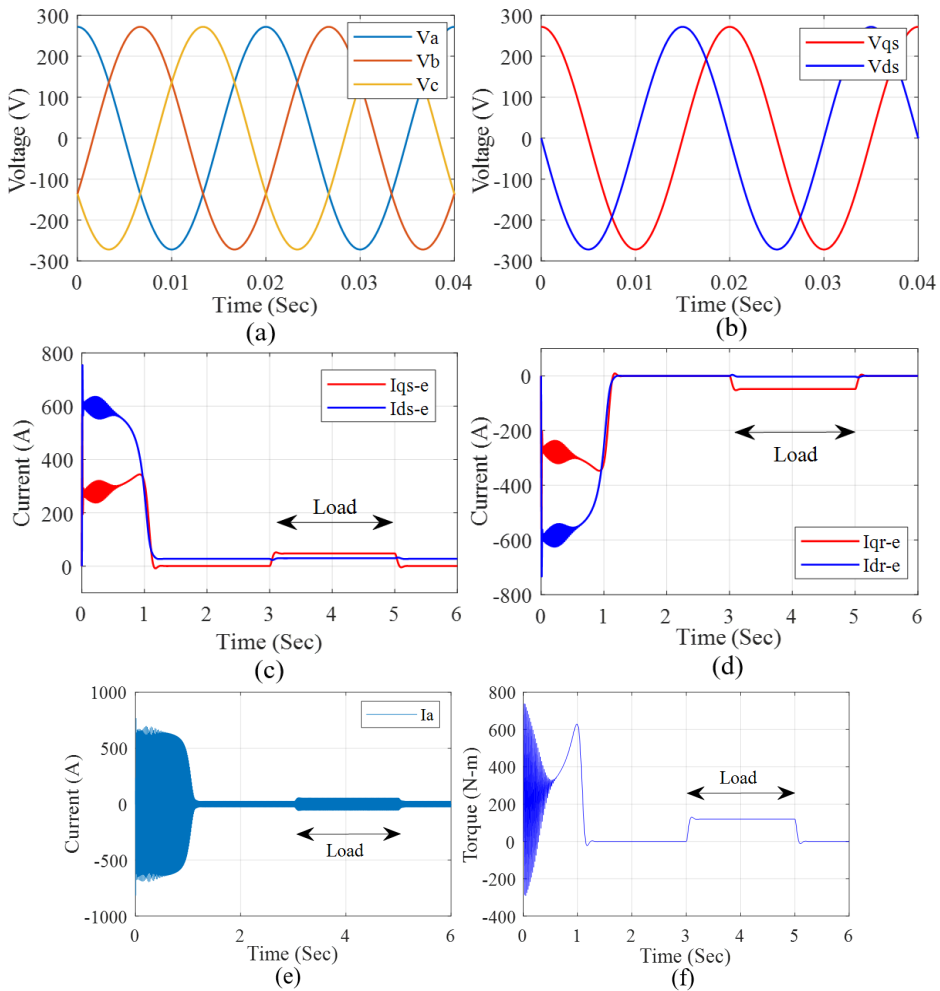 300
200
100
0
-100
-200
-300
Voltage (V)
Va
Vb
Vc
0
0.01
0.02
0.03
0.04
Time (Sec)
(a)
300
200
100
0
-100
-200
-300
Voltage (V)
Vqs
Vds
0
0.01
0.02
0.03
0.04
Time (Sec)
(b)
800
600
400
200
0
Current (A)
Iqs-e
Ids-e
Load
0
1
2
3
4
5
6
Time (Sec)
(c)
0
-200
-400
-600
-800
Current (A)
Load
Iqr-e
Idr-e
0
1
2
3
4
5
6
Time (Sec)
(d)
1000
500
0
-500
-1000
Current (A)
Ia
Load
0
2
4
6
Time (Sec)
(e)
800
600
400
200
0
-200
-400
Torque (N-m)
Load
0
1
2
3
4
5
6
Time (Sec)
(f)